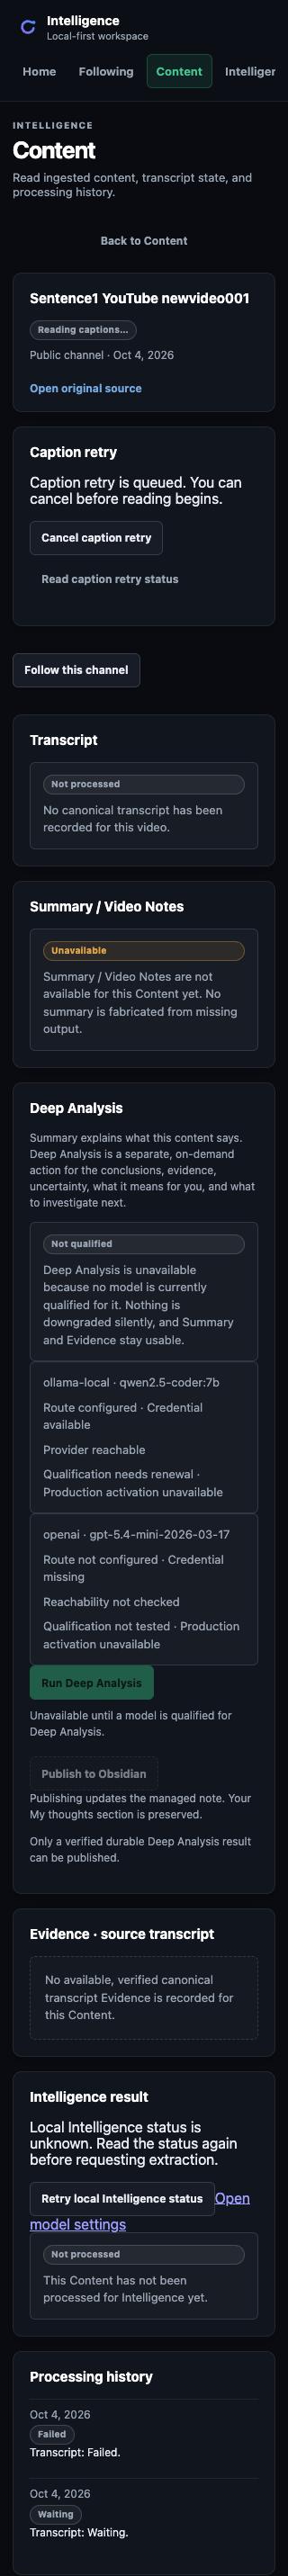 Intelligence
Local-first workspace
Home Following Content Intelliger
INTELLIGENCE
Content
Read ingested content, transcript state, and
processing history.
Back to Content
Sentence1 YouTube newvideo001
Reading captions...
Public channel · Oct 4, 2026
Open original source
Caption retry
Caption retry is queued. You can
cancel before reading begins.
Cancel caption retry
Read caption retry status
Follow this channel
Transcript
Not processed
No canonical transcript has been
recorded for this video.
Summary / Video Notes
Unavailable
Summary / Video Notes are not
available for this Content yet. No
summary is fabricated from missing
output.
Deep Analysis
Summary explains what this content says.
Deep Analysis is a separate, on-demand
action for the conclusions, evidence,
uncertainty, what it means for you, and what
to investigate next.
Not qualified
Deep Analysis is unavailable
because no model is currently
qualified for it. Nothing is
downgraded silently, and Summary
and Evidence stay usable.
ollama-local · qwen2.5-coder:7b
Route configured · Credential
available
Provider reachable
Qualification needs renewal ·
Production activation unavailable
openai · gpt-5.4-mini-2026-03-17
Route not configured · Credential
missing
Reachability not checked
Qualification not tested · Production
activation unavailable
Run Deep Analysis
Unavailable until a model is qualified for
Deep Analysis.
Publish to Obsidian
Publishing updates the managed note. Your
My thoughts section is preserved.
Only a verified durable Deep Analysis result
can be published.
Evidence · source transcript
No available, verified canonical
transcript Evidence is recorded for
this Content.
Intelligence result
Local Intelligence status is
unknown. Read the status again
before requesting extraction.
Retry local Intelligence status Open
model settings
Not processed
This Content has not been
processed for Intelligence yet.
Processing history
Oct 4, 2026
Failed
Transcript: Failed.
Oct 4, 2026
Waiting
Transcript: Waiting.